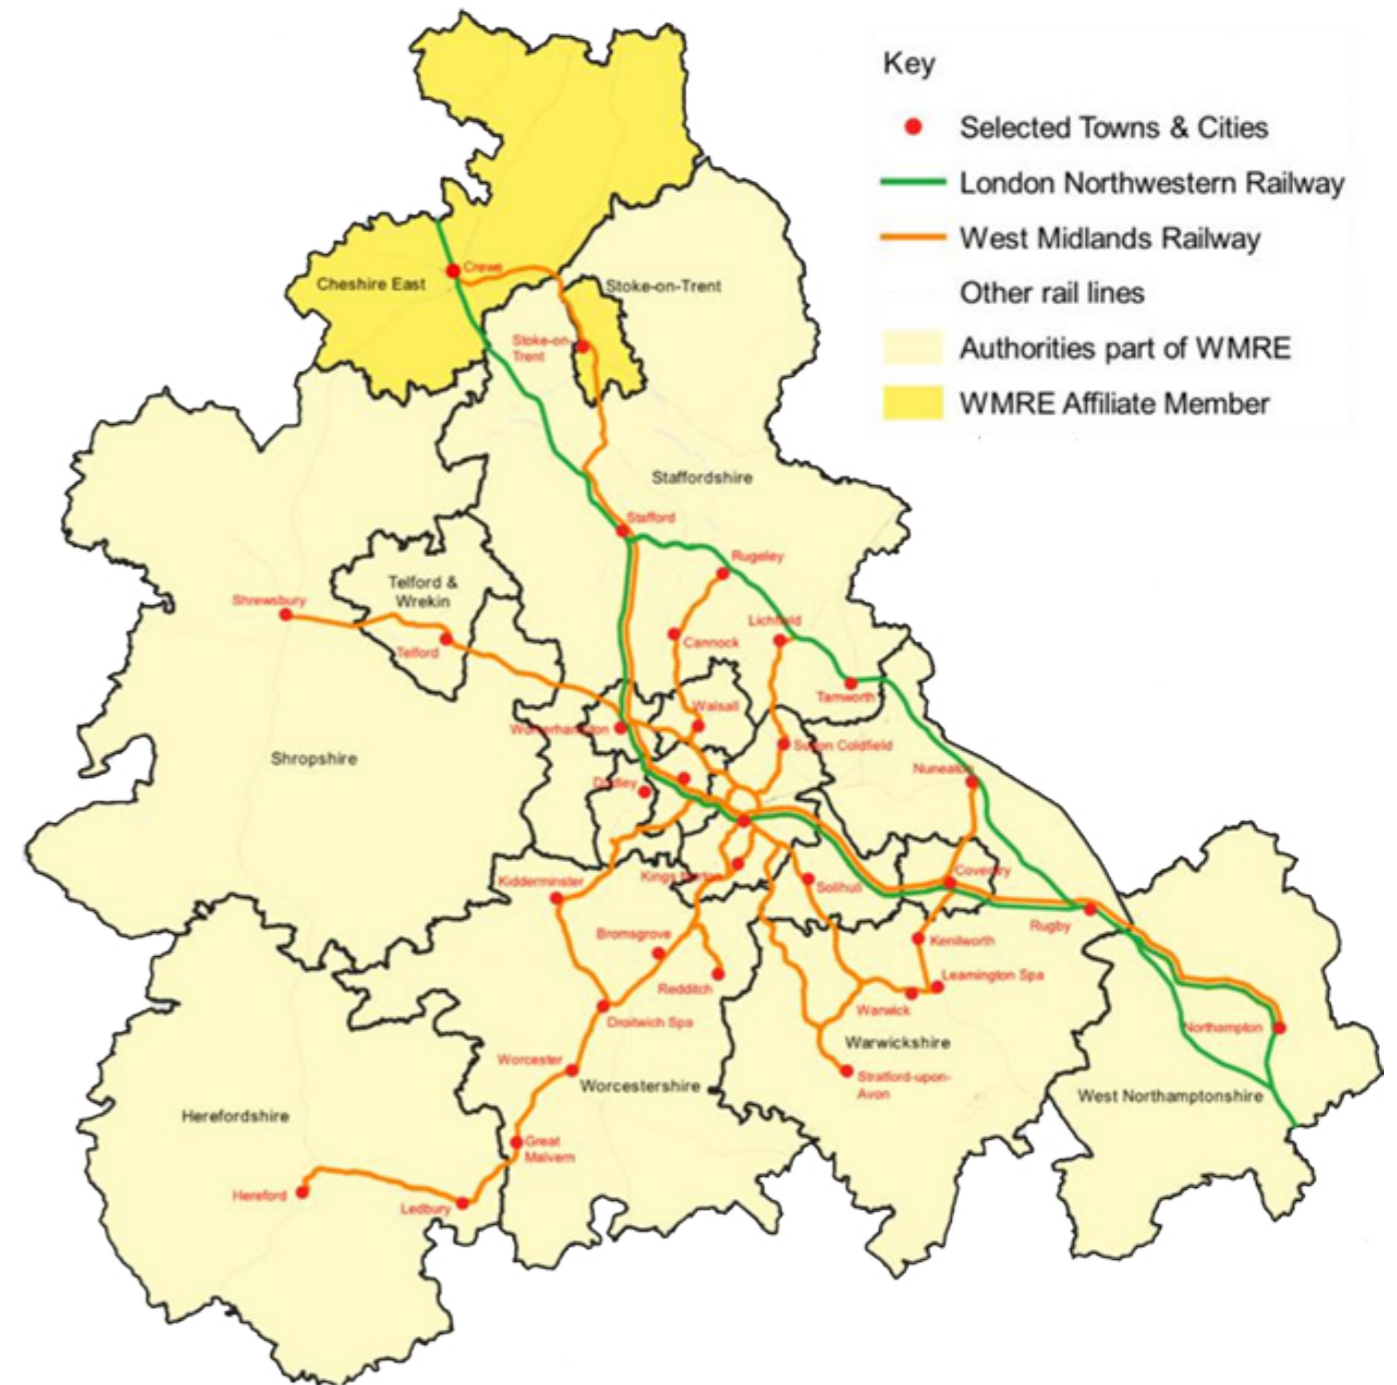 Key
Selected Towns & Cities
London Northwestern Railway
West Midlands Railway
Other rail lines
Authorities part of WMRE
WMRE Affiliate Member
Crewe
Cheshire East
Stoke-on-Trent
Stoke-on-
Trent
Staffordshire
Stafford
Rugeley
Telford &
Wrekin
Shrewsbury
Lichfield
Cannock
Telford
Tamworth
Walsall
Wolverhampton
Sutton Coldfield
Shropshire
Nuneaton
Dudley
Coventry
Kings Norton
Kidderminster
Solihull
Rugby
Bromsgrove
Kenilworth
Leamington Spa
Redditch
Warwick
Droitwich Spa
Northampton
Warwickshire
Worcester
Worcestershire
Stratford-upon-
Avon
West Northamptonshire
Herefordshire
Great
Malvern
Hereford
Ledbury